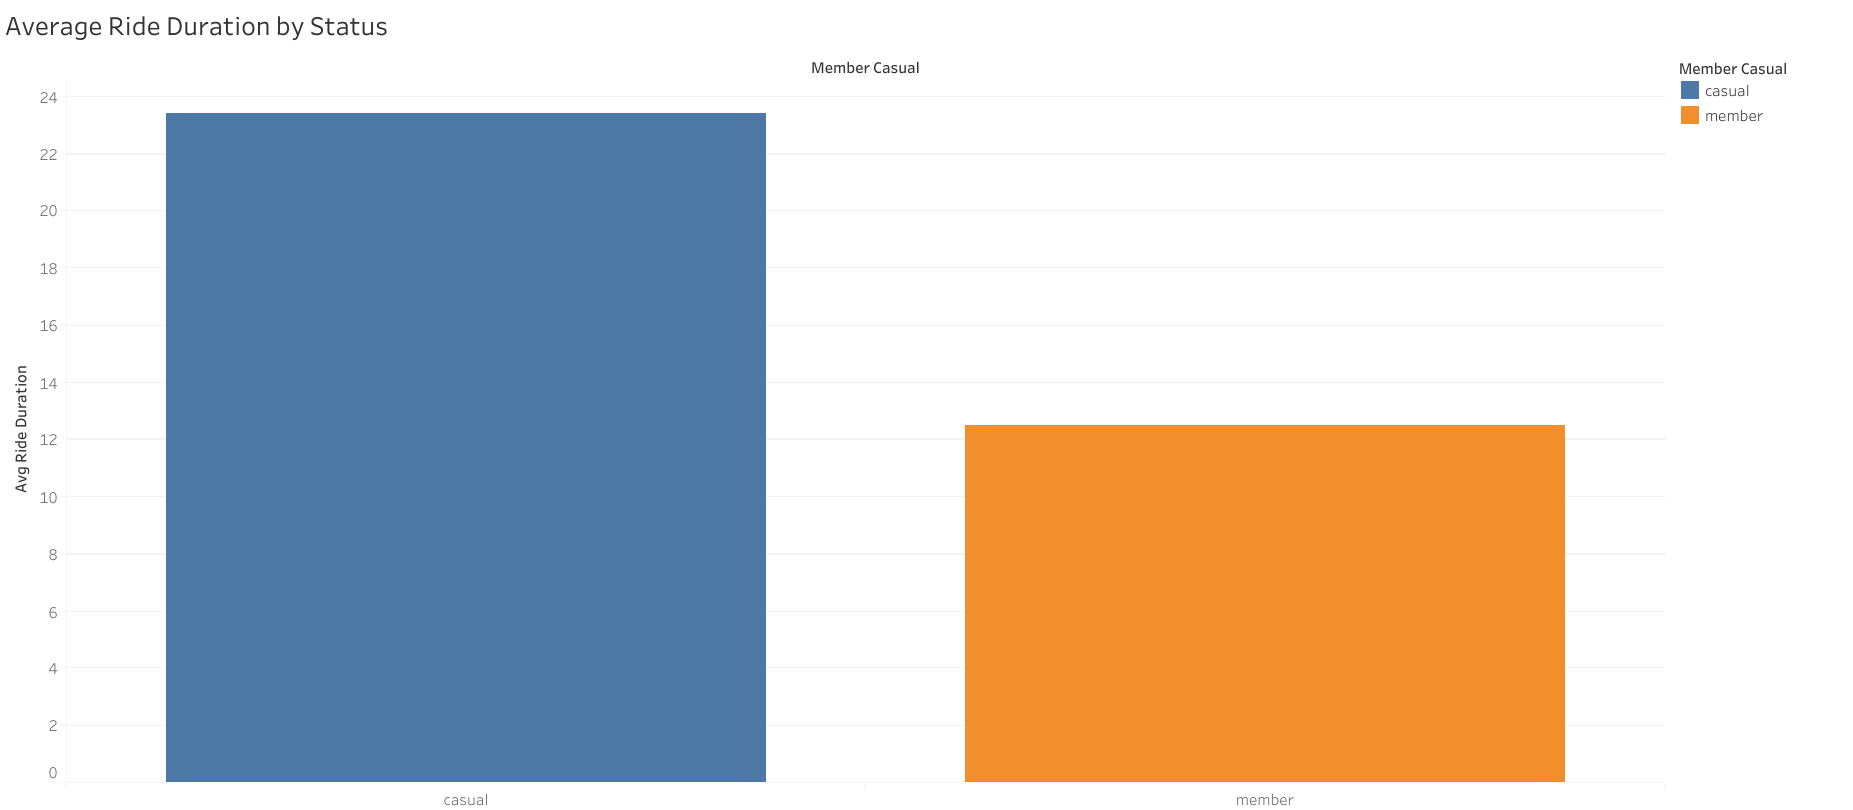 Average Ride Duration by Status
Member Casual
Member Casual
casual
member
24
22
20
18
16
14
12
10
8
6
4
2
0
Avg Ride Duration
casual
member